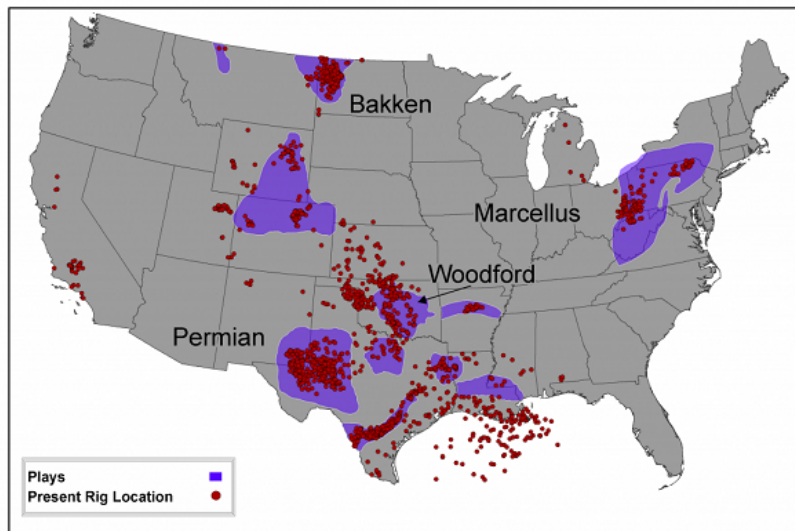 Bakken
Marcellus
Woodford
Permian
Plays
Present Rig Location